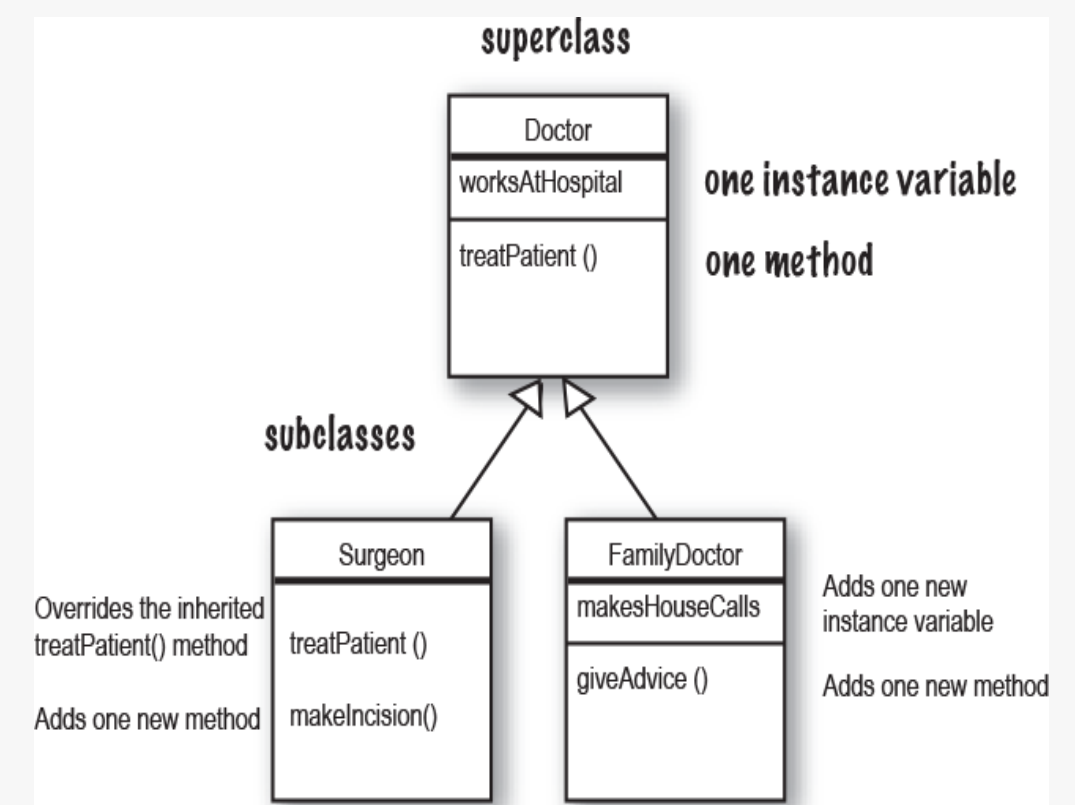 superclass
Doctor
worksAtHospital
one instance variable
treatPatient ()
one method
subclasses
Surgeon
Overrides the inherited
treatPatient() method
treatPatient ()
Adds one new method
makeIncision()
FamilyDoctor
makesHouseCalls
Adds one new
instance variable
giveAdvice ()
Adds one new method